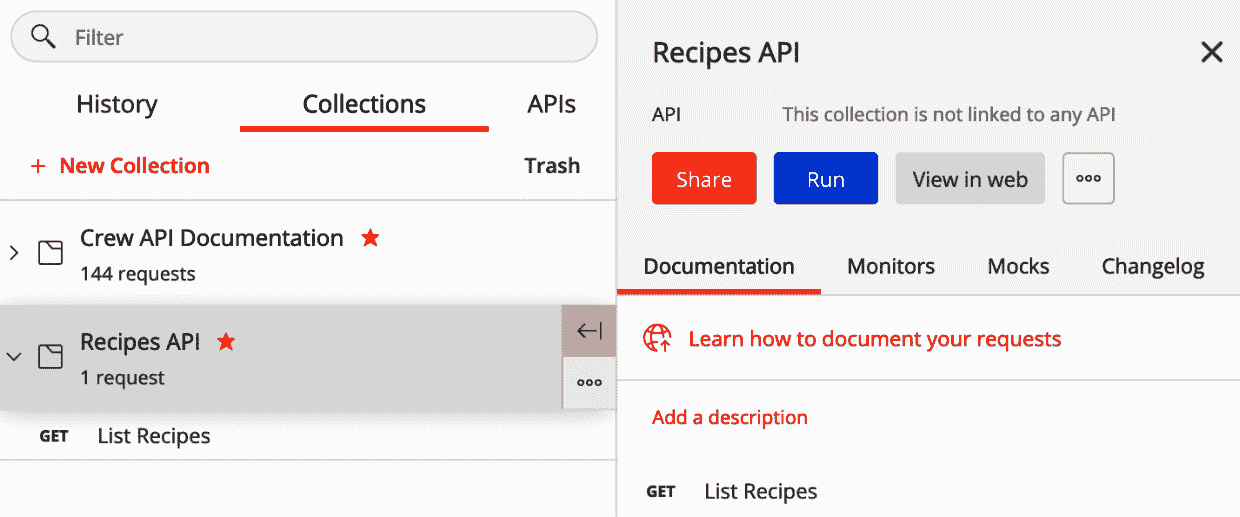 Filter
History Collections APIs
+ New Collection Trash
Crew API Documentation
144 requests
Recipes API
1 request
GET List Recipes
Recipes API
API This collection is not linked to any API
Share Run View in web
Documentation Monitors Mocks Changelog
Learn how to document your requests
Add a description
GET List Recipes